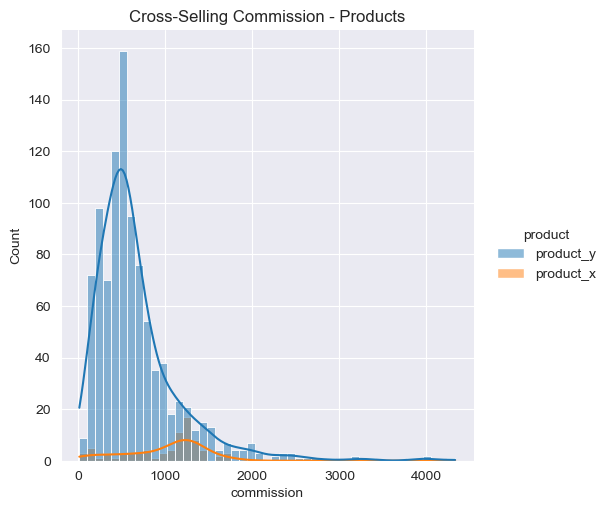 Cross-Selling Commission - Products
160
140
120
100
80
60
40
20
0
Count
0 1000 2000 3000 4000
commission
product
product_y
product_x